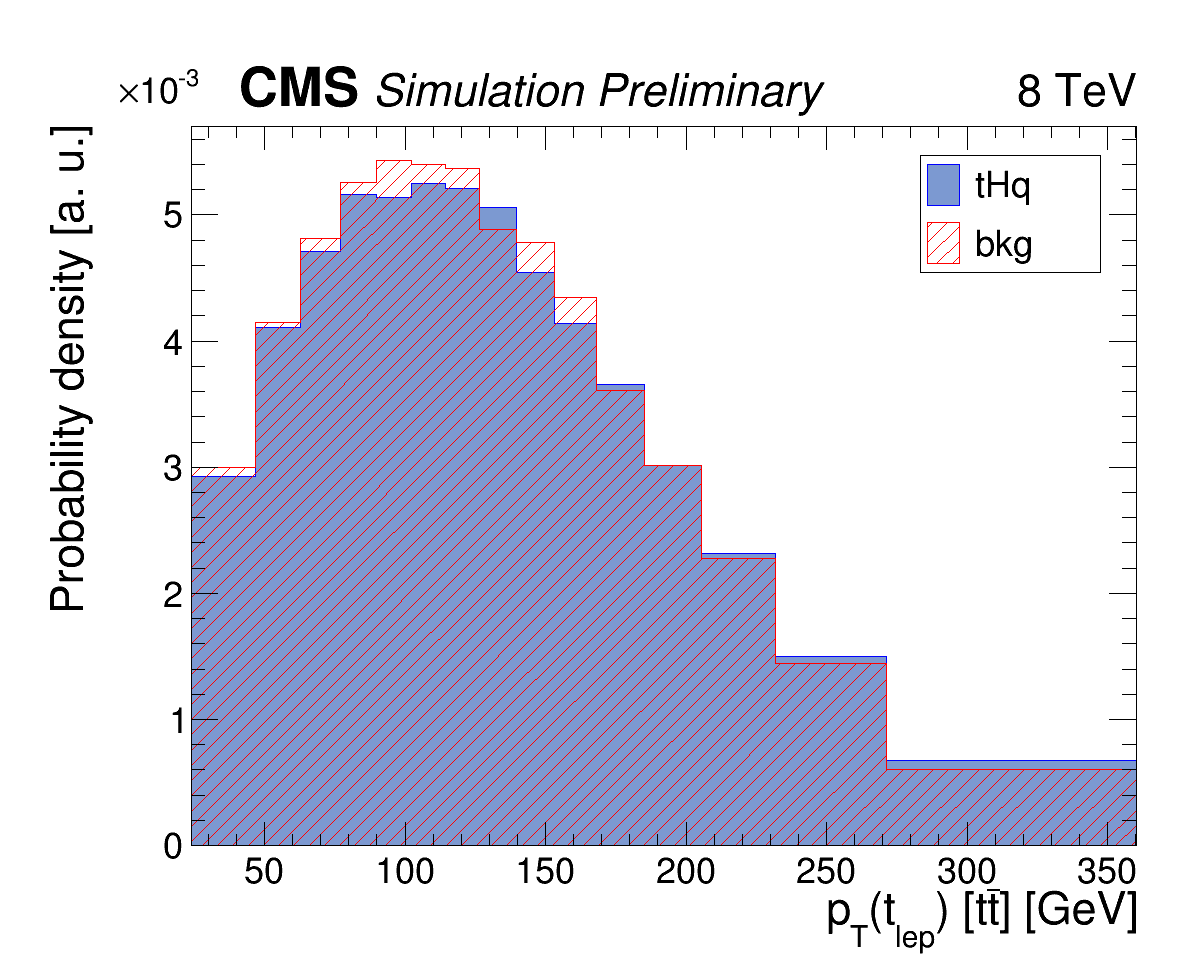 ×10⁻³ CMS Simulation Preliminary 8 TeV
Probability density [a. u.]
tHq
bkg
5
4
3
2
1
0
50 100 150 200 250 300 350
p_T(t_lep) [tt̄] [GeV]